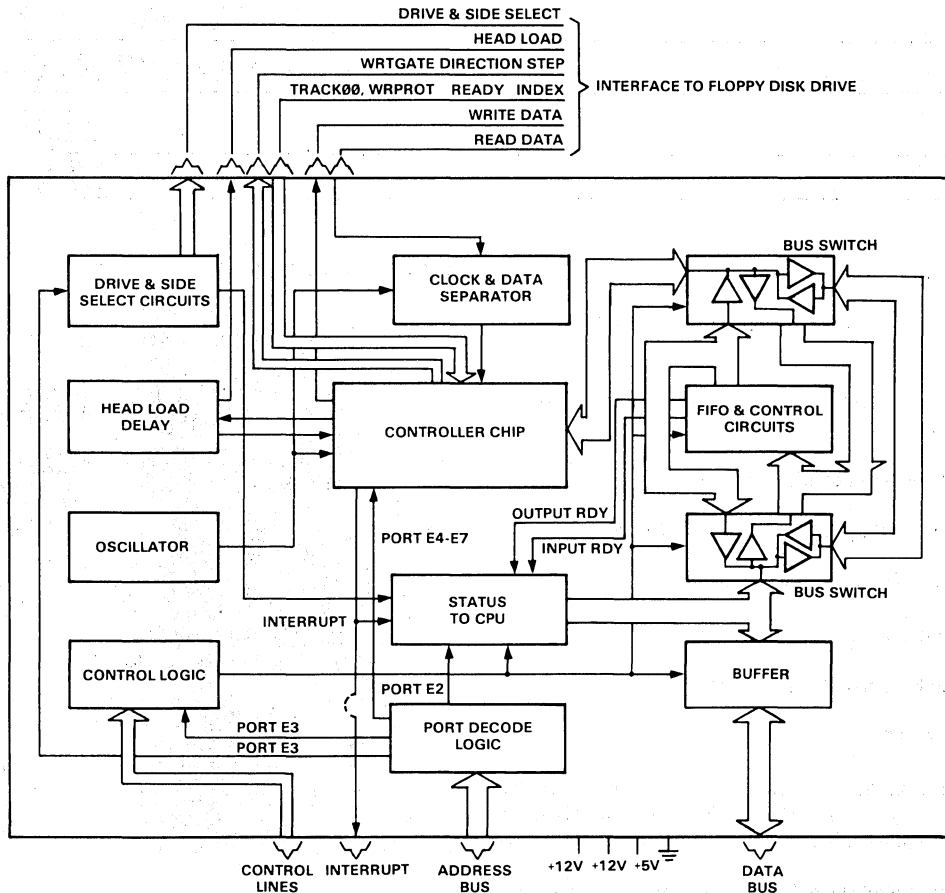 DRIVE & SIDE SELECT
HEAD LOAD
WRTGATE DIRECTION STEP
TRACK00, WRPROT READY INDEX
WRITE DATA
READ DATA
INTERFACE TO FLOPPY DISK DRIVE
BUS SWITCH
DRIVE & SIDE
SELECT CIRCUITS
CLOCK & DATA
SEPARATOR
HEAD LOAD
DELAY
CONTROLLER CHIP
FIFO & CONTROL
CIRCUITS
OSCILLATOR
PORT E4-E7
OUTPUT RDY
INPUT RDY
BUS SWITCH
INTERRUPT
STATUS
TO CPU
CONTROL LOGIC
PORT E2
BUFFER
PORT E3
PORT E3
PORT DECODE
LOGIC
CONTROL
LINES
INTERRUPT
ADDRESS
BUS
+12V
+12V
+5V
DATA
BUS